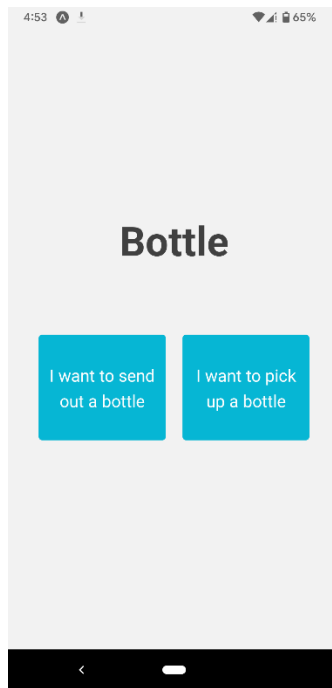 4:53 65%
Bottle
I want to send
out a bottle
I want to pick
up a bottle